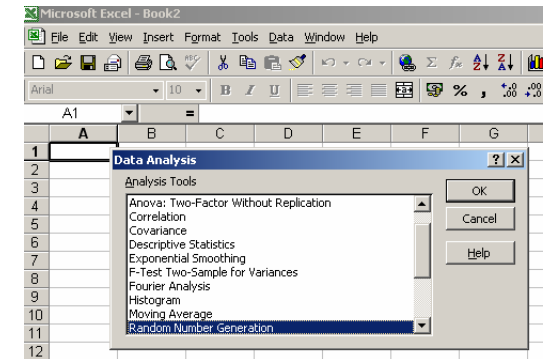 Microsoft Excel - Book2
File Edit View Insert Format Tools Data Window Help
Arial 10 B I U % , .00
A1 =
A B C D E F G
1
Data Analysis
2
Analysis Tools
3
OK
Anova: Two-Factor Without Replication
4
Correlation
Cancel
5
Covariance
6
Descriptive Statistics
Help
7
Exponential Smoothing
F-Test Two-Sample for Variances
8
Fourier Analysis
9
Histogram
10
Moving Average
11
Random Number Generation
12